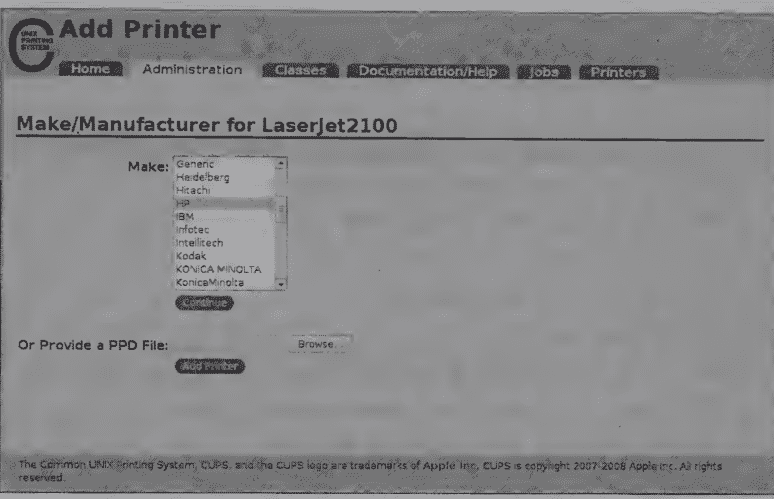 UNIX
PRINTING
SYSTEM
Add Printer
Home Administration Classes Documentation/Help Jobs Printers
Make/Manufacturer for LaserJet2100
Make:
Generic
Heidelberg
Hitachi
HP
IBM
Infotec
Intellitech
Kodak
KONICA MINOLTA
KonicaMinolta
Continue
Or Provide a PPD File: Browse...
Add Printer
The Common UNIX Printing System, CUPS, and the CUPS logo are trademarks of Apple Inc. CUPS is copyright 2007-2008 Apple Inc. All rights
reserved.